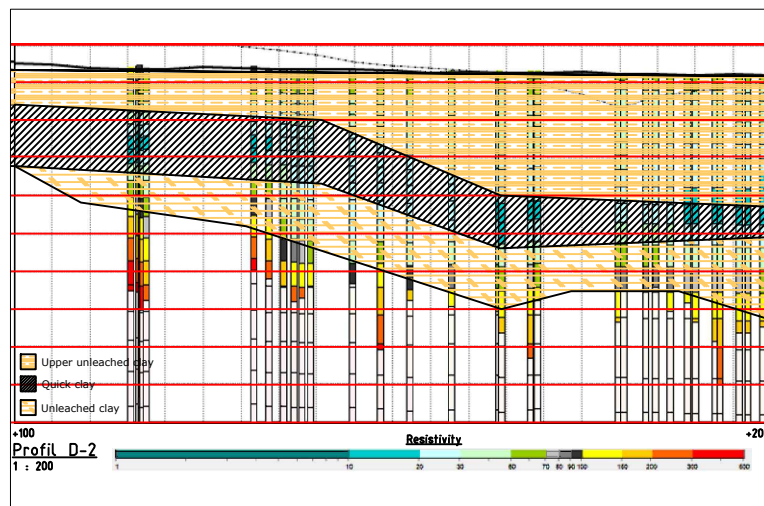 Upper unleached clay
Quick clay
Unleached clay
+100
+20
Profil D-2
1 : 200
Resistivity
1 10 20 30 60 70 80 90 100 150 200 300 600